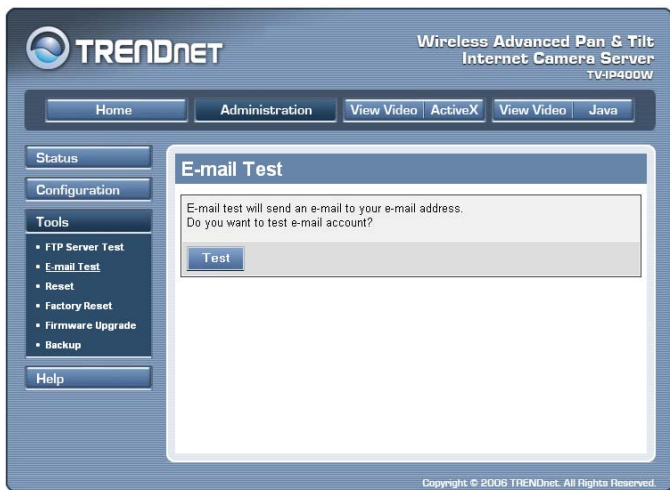 TRENDNET
Wireless Advanced Pan & Tilt
Internet Camera Server
TV-IP400W
Home
Administration
View Video ActiveX
View Video Java
Status
Configuration
Tools
FTP Server Test
E-mail Test
Reset
Factory Reset
Firmware Upgrade
Backup
Help
E-mail Test
E-mail test will send an e-mail to your e-mail address.
Do you want to test e-mail account?
Test
Copyright © 2006 TRENDnet. All Rights Reserved.